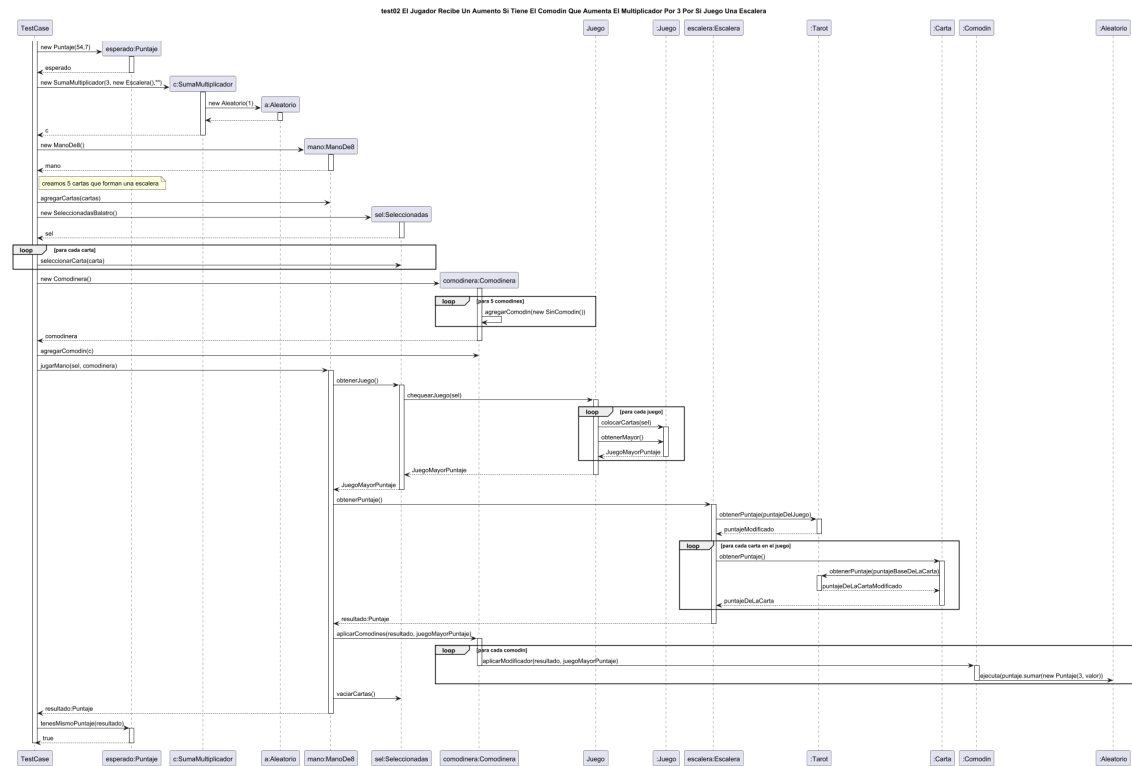 test02 El Jugador Recibe Un Aumento Si Tiene El Comodin Que Aumenta El Multiplicador Por 3 Por Si Juego Una Escalera
TestCase
Juego
:Juego
escalera:Escalera
:Tarot
:Carta
:Comodin
:Aleatorio
new Puntaje(54,7)
esperado:Puntaje
esperado
new SumaMultiplicador(3, new Escalera(),"")
c:SumaMultiplicador
new Aleatorio(1)
a:Aleatorio
c
new ManoDe8()
mano:ManoDe8
mano
creamos 5 cartas que forman una escalera
agregarCartas(cartas)
new SeleccionadasBalatro()
sel:Seleccionadas
sel
loop [para cada carta]
seleccionarCarta(carta)
new Comodinera()
comodinera:Comodinera
loop [para 5 comodines]
agregarComodin(new SinComodin())
comodinera
agregarComodin(c)
jugarMano(sel, comodinera)
obtenerJuego()
chequearJuego(sel)
loop [para cada juego]
colocarCartas(sel)
obtenerMayor()
JuegoMayorPuntaje
JuegoMayorPuntaje
JuegoMayorPuntaje
obtenerPuntaje()
obtenerPuntaje(puntajeDelJuego)
puntajeModificado
loop [para cada carta en el juego]
obtenerPuntaje()
obtenerPuntaje(puntajeBaseDeLaCarta)
puntajeDeLaCartaModificado
puntajeDeLaCarta
resultado:Puntaje
aplicarComodines(resultado, juegoMayorPuntaje)
loop [para cada comodin]
aplicarModificador(resultado, juegoMayorPuntaje)
ejecuta(puntaje.sumar(new Puntaje(3, valor))
vaciarCartas()
resultado:Puntaje
tenesMismoPuntaje(resultado)
true
TestCase
esperado:Puntaje
c:SumaMultiplicador
a:Aleatorio
mano:ManoDe8
sel:Seleccionadas
comodinera:Comodinera
Juego
:Juego
escalera:Escalera
:Tarot
:Carta
:Comodin
:Aleatorio